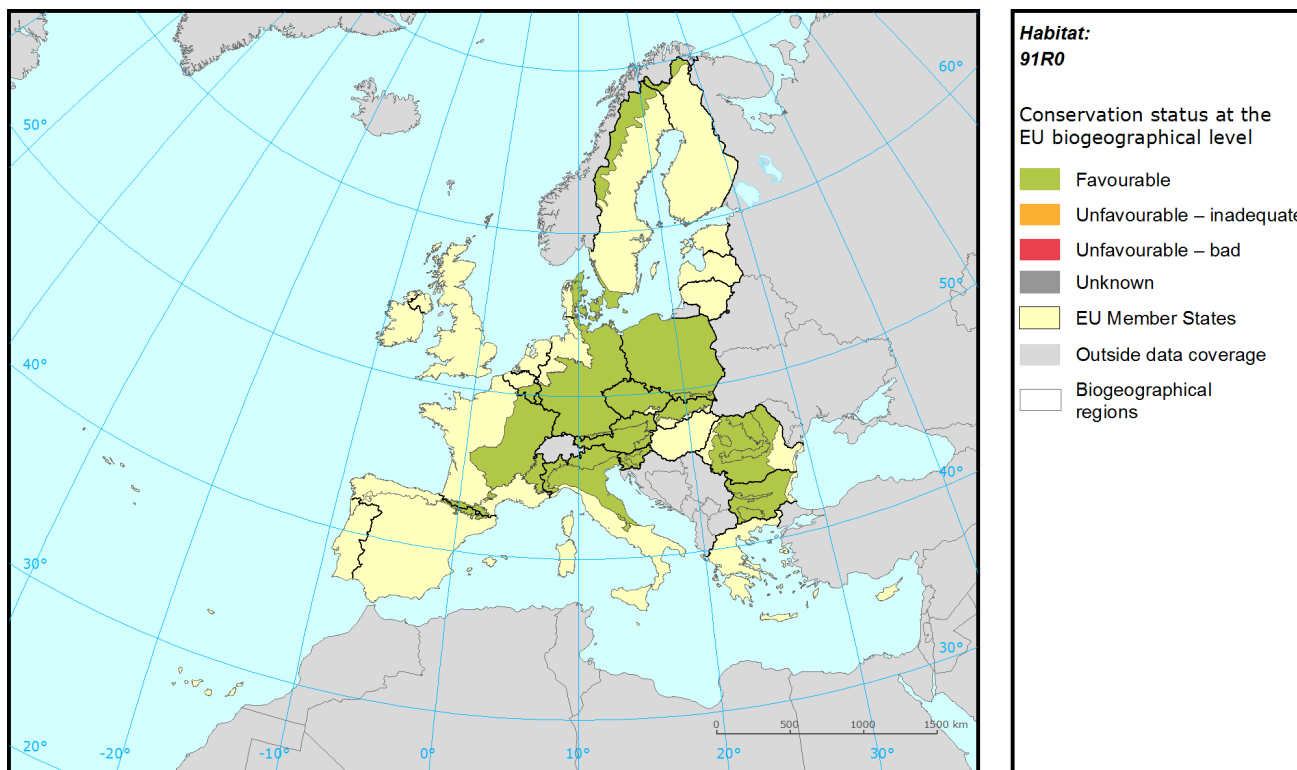 60°
50°
50°
40°
40°
30°
30°
0 500 1000 1500 km
20° -20° -10° 0° 10° 20° 30°
Habitat:
91R0
Conservation status at the
EU biogeographical level
Favourable
Unfavourable – inadequate
Unfavourable – bad
Unknown
EU Member States
Outside data coverage
Biogeographical
regions